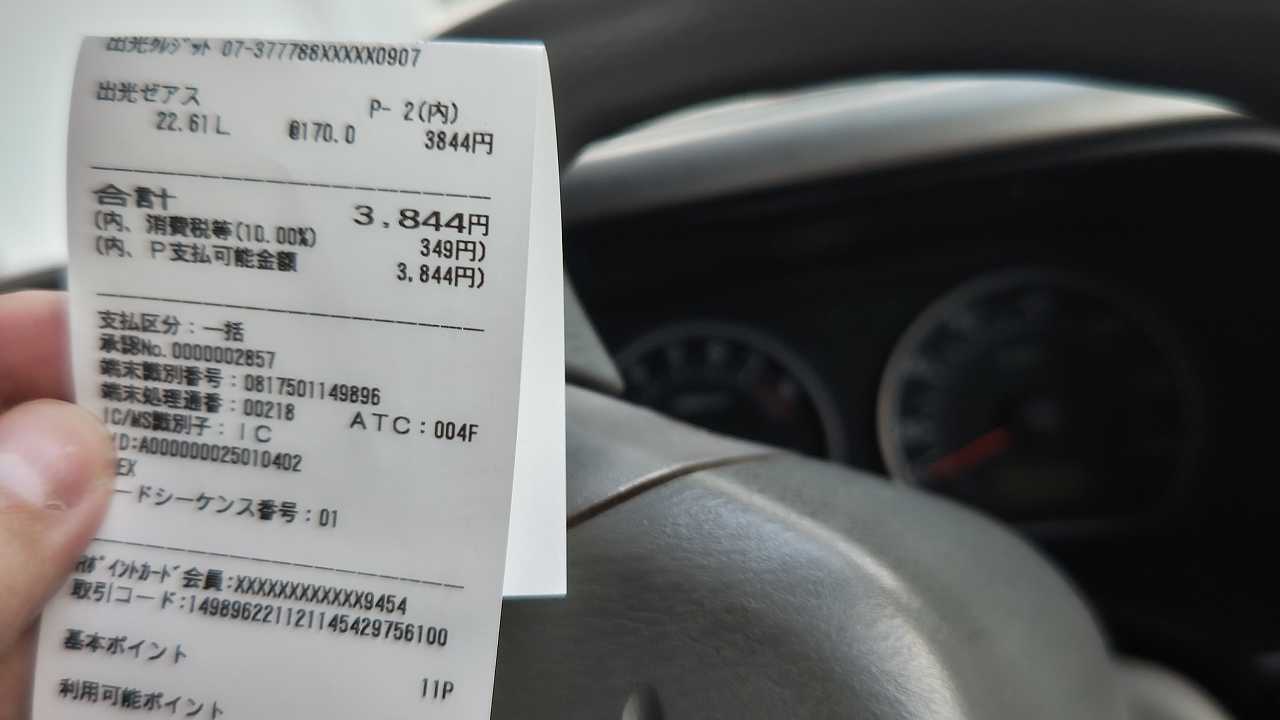 出光クレジット 07-377788XXXXX0907
出光ゼアス P- 2(内)
22.61L @170.0 3844円
合計 3,844円
(内、消費税等(10.00%) 349円)
(内、P支払可能金額 3,844円)
支払区分：一括
承認No.0000002857
端末識別番号：0817501149896
端末処理通番：00218 ATC：004F
IC/MS識別子：IC
ID:A000000025010402
EX
ードシーケンス番号：01
Rポイントカード会員:XXXXXXXXXXXX9454
取引コード:149896221121145429756100
基本ポイント
11P
利用可能ポイント